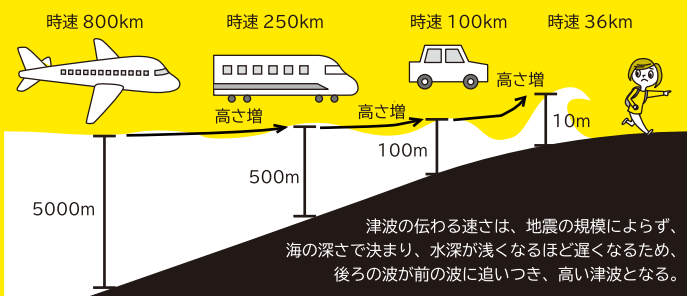 時速 800km
時速 250km
時速 100km
時速 36km
高さ増
高さ増
高さ増
10m
100m
500m
5000m
津波の伝わる速さは、地震の規模によらず、
海の深さで決まり、水深が浅くなるほど遅くなるため、
後ろの波が前の波に追いつき、高い津波となる。